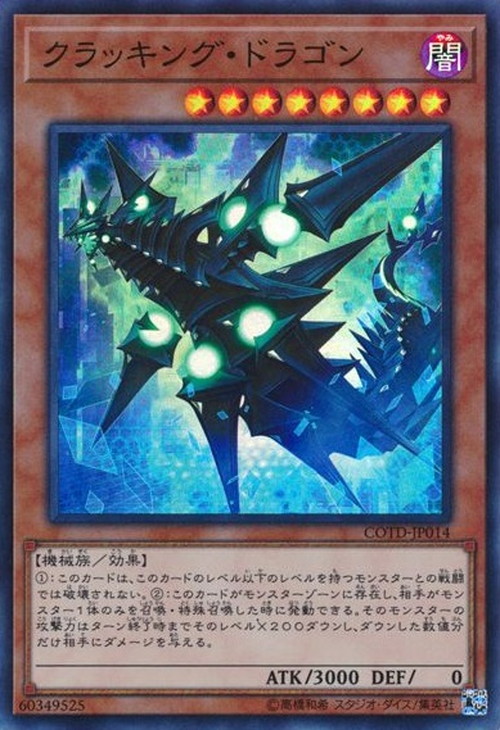 クラッキング・ドラゴン
やみ
闇
COTD-JP014
【機械族／効果】
①：このカードは、このカードのレベル以下のレベルを持つモンスターとの戦闘
では破壊されない。②：このカードがモンスターゾーンに存在し、相手がモン
スター１体のみを召喚・特殊召喚した時に発動できる。そのモンスターの
攻撃力はターン終了時までそのレベル×２００ダウンし、ダウンした数値分
だけ相手にダメージを与える。
ATK/3000 DEF/ 0
60349525
©高橋和希 スタジオ・ダイス/集英社